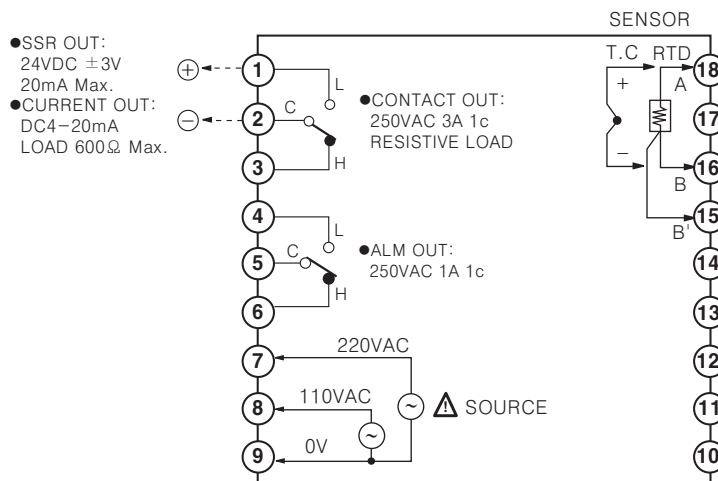 SENSOR
●SSR OUT:
24VDC ±3V
20mA Max.
●CURRENT OUT:
DC4-20mA
LOAD 600Ω Max.
⊕
⊖
1
2
3
4
5
6
7
8
9
L
C
H
●CONTACT OUT:
250VAC 3A 1c
RESISTIVE LOAD
L
C
H
●ALM OUT:
250VAC 1A 1c
220VAC
110VAC
0V
~
~
⚠ SOURCE
T.C RTD
+
−
A
B
B'
18
17
16
15
14
13
12
11
10